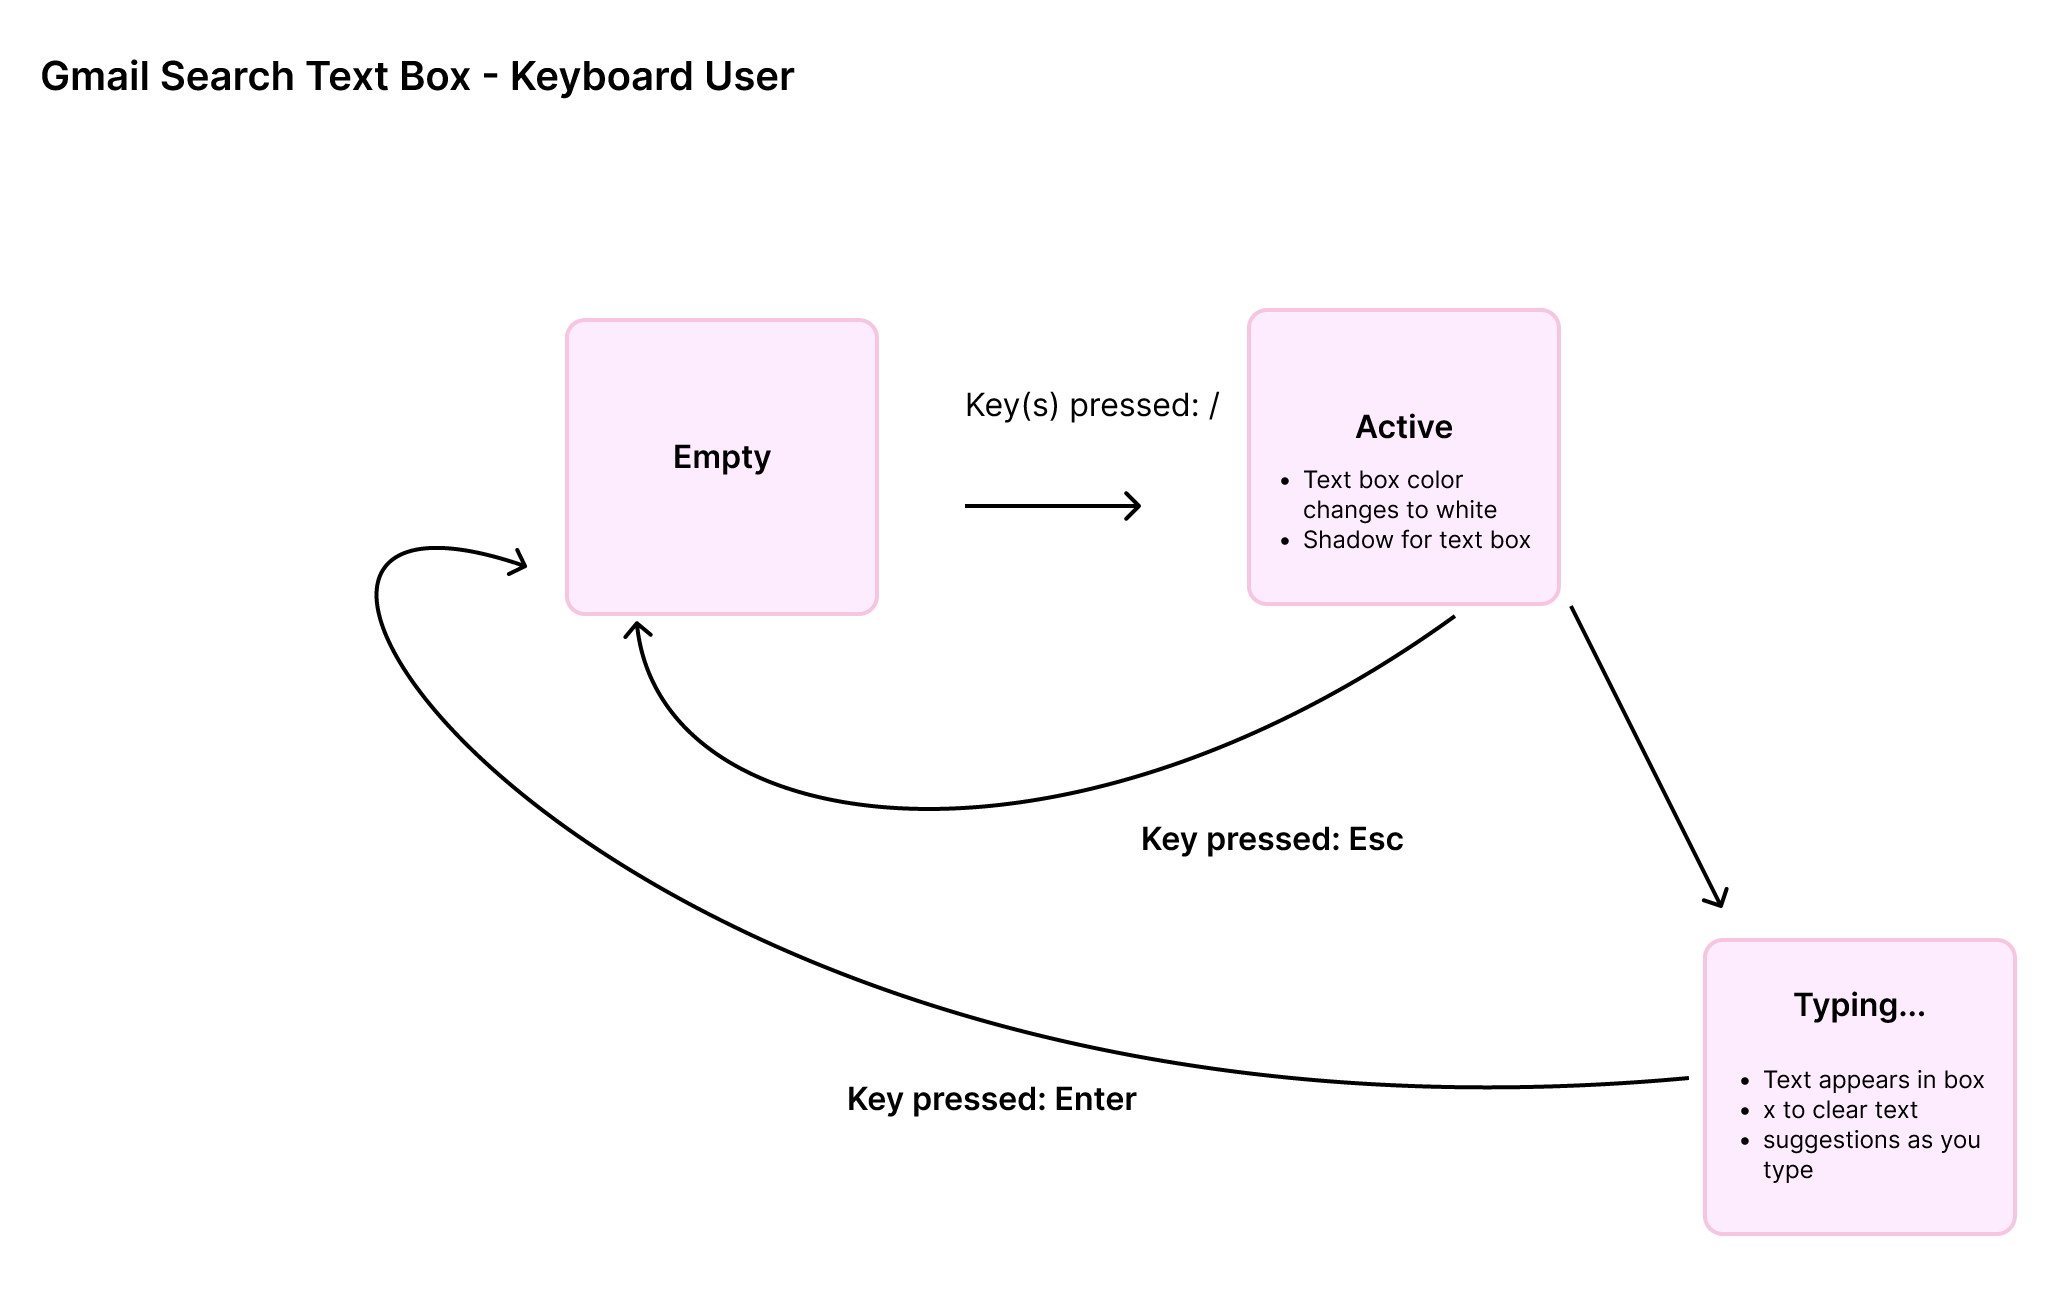 Gmail Search Text Box - Keyboard User
Empty
Key(s) pressed: /
Active
• Text box color
changes to white
• Shadow for text box
Key pressed: Esc
Key pressed: Enter
Typing...
• Text appears in box
• x to clear text
• suggestions as you
type